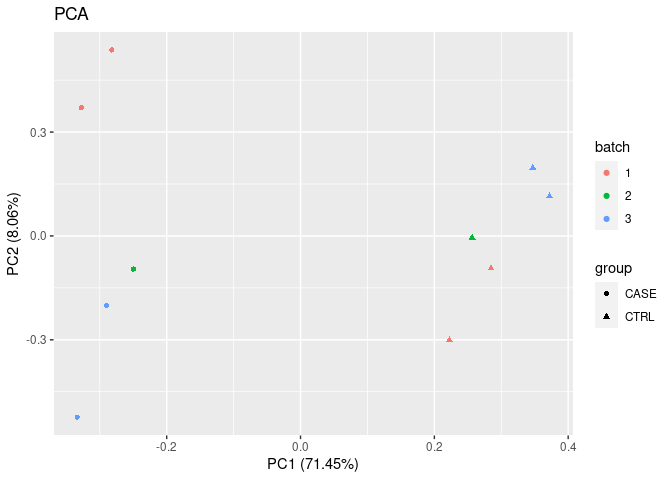 PCA
PC2 (8.06%)
0.3
0.0
-0.3
-0.2
0.0
0.2
0.4
PC1 (71.45%)
batch
1
2
3
group
CASE
CTRL